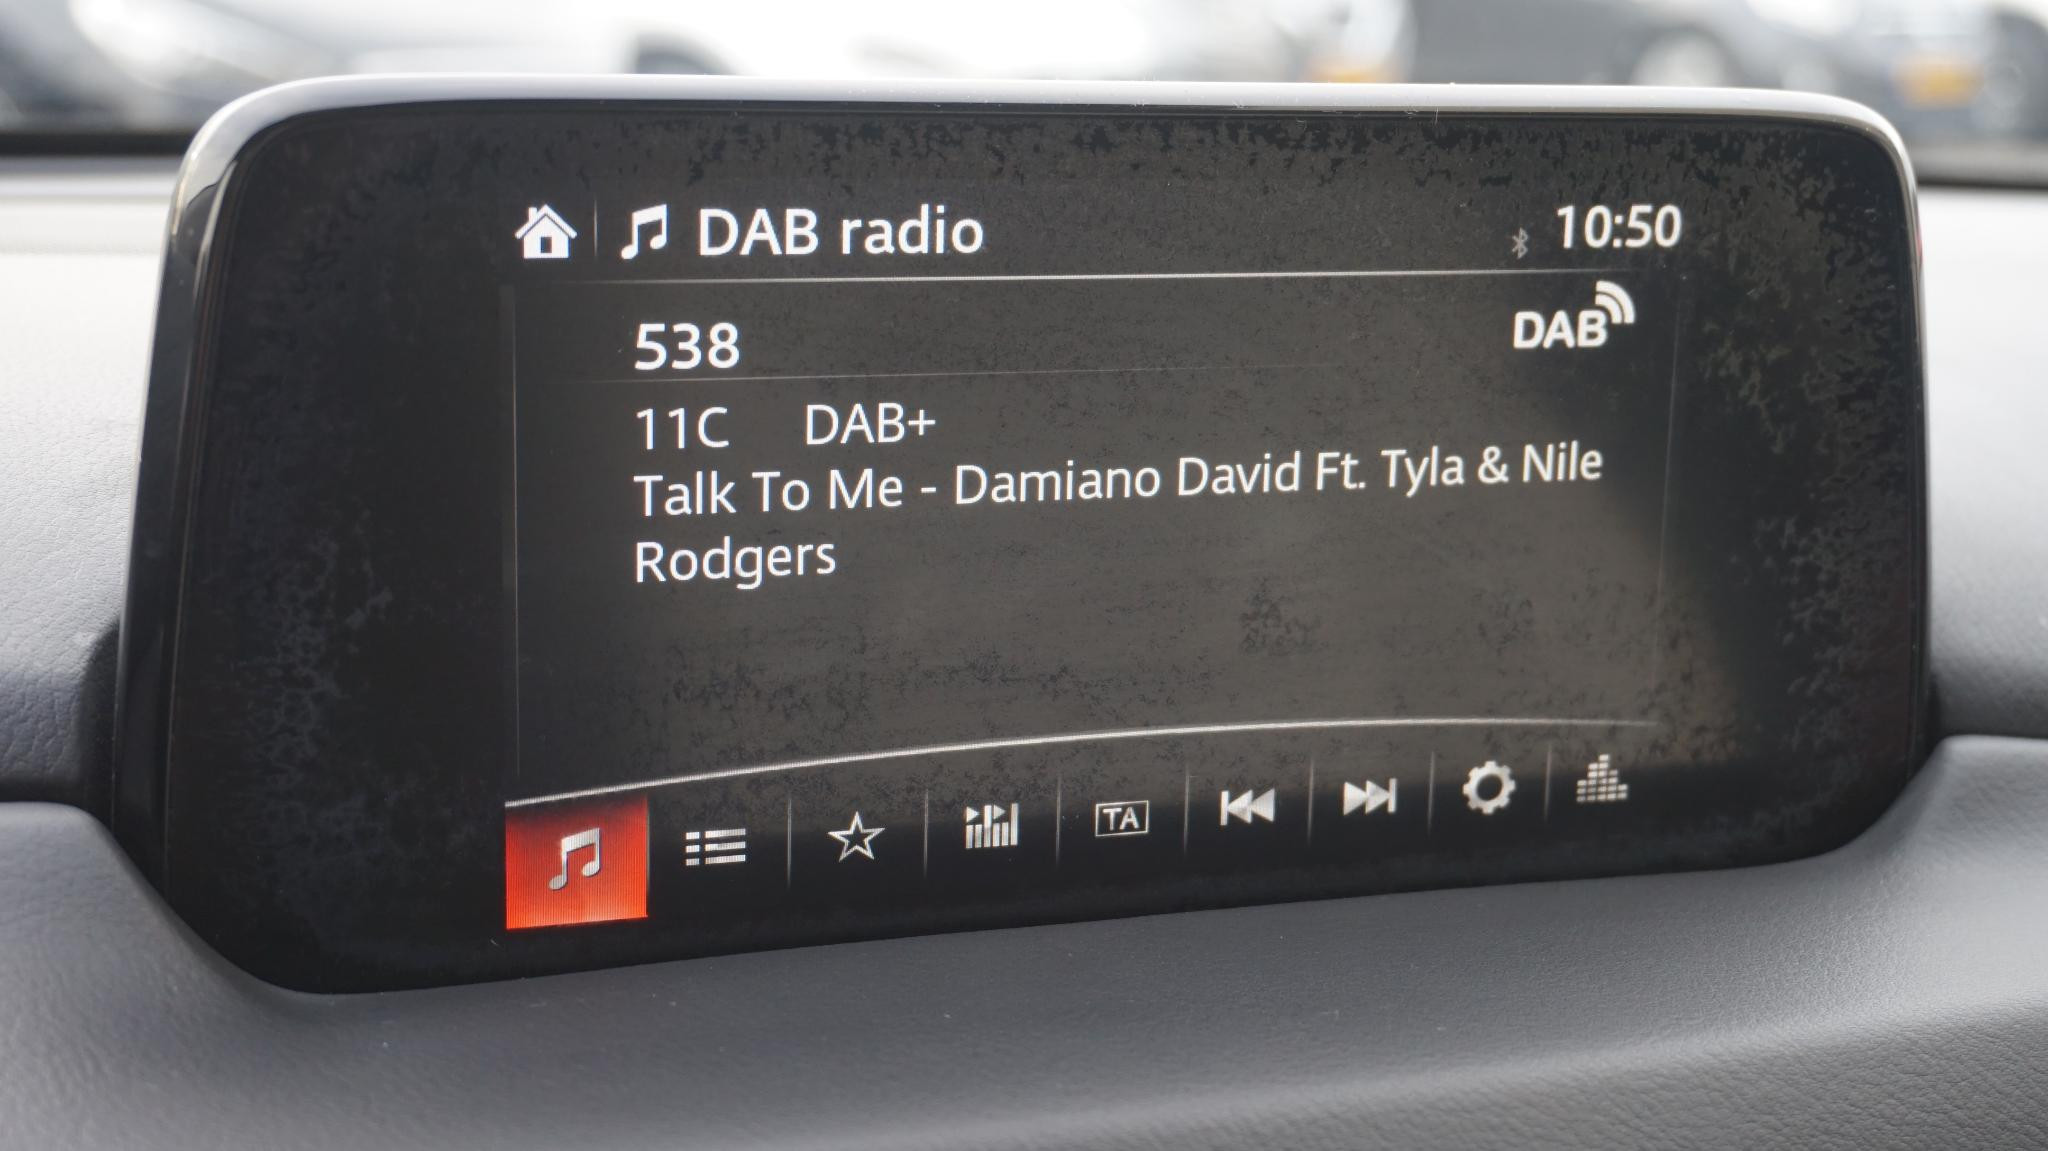 DAB radio
10:50
538
DAB
11C DAB+
Talk To Me - Damiano David Ft. Tyla & Nile
Rodgers
TA